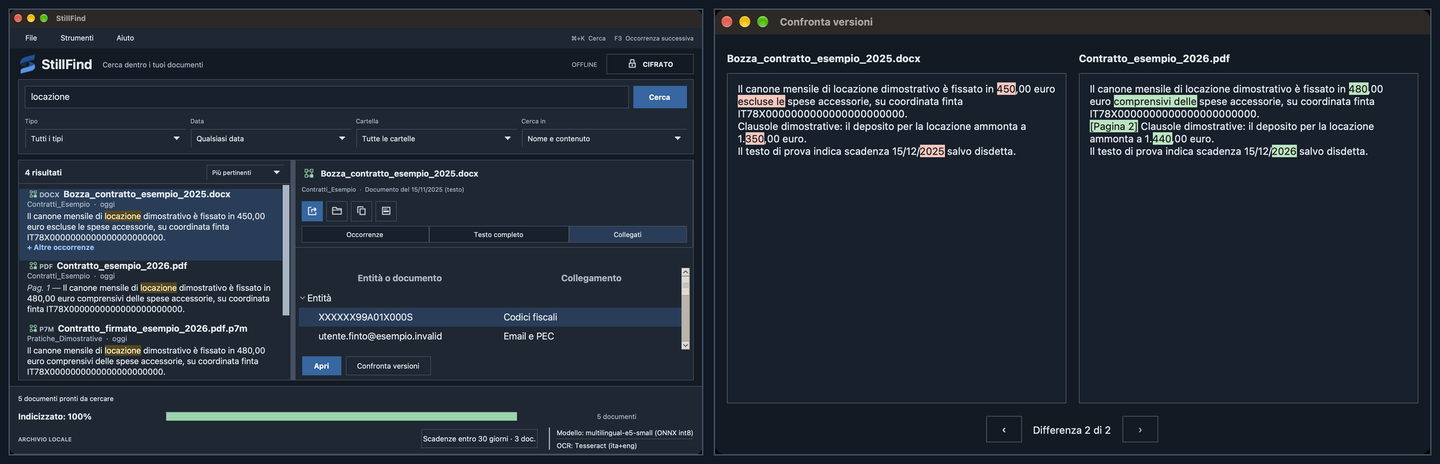 StillFind
File Strumenti Aiuto ⌘+K Cerca F3 Occorrenza successiva
StillFind Cerca dentro i tuoi documenti OFFLINE CIFRATO
locazione Cerca
Tipo Data Cartella Cerca in
Tutti i tipi Qualsiasi data Tutte le cartelle Nome e contenuto
4 risultati Più pertinenti
DOCX Bozza_contratto_esempio_2025.docx
Contratti_Esempio · oggi
Il canone mensile di locazione dimostrativo è fissato in 450,00
euro escluse le spese accessorie, su coordinata finta
IT78X0000000000000000000000.
+ Altre occorrenze
PDF Contratto_esempio_2026.pdf
Contratti_Esempio · oggi
Pag. 1 — Il canone mensile di locazione dimostrativo è fissato in
480,00 euro comprensivi delle spese accessorie, su coordinata
finta IT78X0000000000000000000000.
P7M Contratto_firmato_esempio_2026.pdf.p7m
Pratiche_Dimostrative · oggi
Il canone mensile di locazione dimostrativo è fissato in 480,00
euro comprensivi delle spese accessorie, su coordinata finta
IT78X0000000000000000000000.
Bozza_contratto_esempio_2025.docx
Contratti_Esempio · Documento del 15/11/2025 (testo)
Occorrenze Testo completo Collegati
Entità o documento Collegamento
Entità
XXXXXX99A01X000S Codici fiscali
utente.finto@esempio.invalid Email e PEC
Apri Confronta versioni
5 documenti pronti da cercare
Indicizzato: 100% 5 documenti
ARCHIVIO LOCALE Scadenze entro 30 giorni · 3 doc.
Modello: multilingual-e5-small (ONNX int8)
OCR: Tesseract (ita+eng)
Confronta versioni
Bozza_contratto_esempio_2025.docx
Il canone mensile di locazione dimostrativo è fissato in 450,00 euro
escluse le spese accessorie, su coordinata finta
IT78X0000000000000000000000.
Clausole dimostrative: il deposito per la locazione ammonta a
1.350,00 euro.
Il testo di prova indica scadenza 15/12/2025 salvo disdetta.
Contratto_esempio_2026.pdf
Il canone mensile di locazione dimostrativo è fissato in 480,00
euro comprensivi delle spese accessorie, su coordinata finta
IT78X0000000000000000000000.
[Pagina 2] Clausole dimostrative: il deposito per la locazione
ammonta a 1.440,00 euro.
Il testo di prova indica scadenza 15/12/2026 salvo disdetta.
‹ Differenza 2 di 2 ›